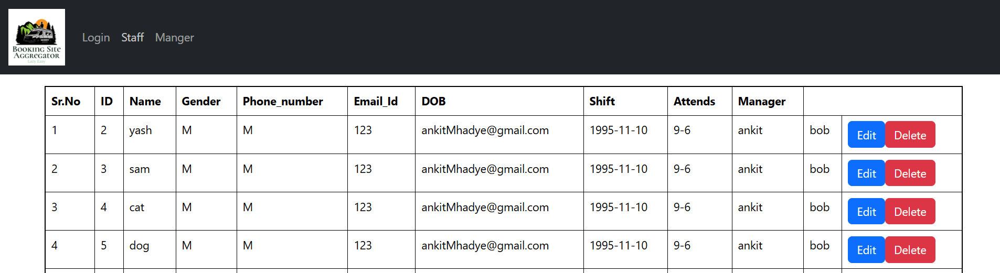 Booking Site
Aggregator
Lazy Easy
Login Staff Manger
Sr.No ID Name Gender Phone_number Email_Id DOB Shift Attends Manager
1 2 yash M M 123 ankitMhadye@gmail.com 1995-11-10 9-6 ankit bob Edit Delete
2 3 sam M M 123 ankitMhadye@gmail.com 1995-11-10 9-6 ankit bob Edit Delete
3 4 cat M M 123 ankitMhadye@gmail.com 1995-11-10 9-6 ankit bob Edit Delete
4 5 dog M M 123 ankitMhadye@gmail.com 1995-11-10 9-6 ankit bob Edit Delete